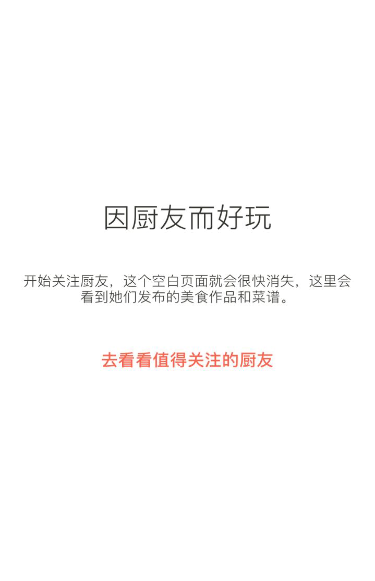 因厨友而好玩
开始关注厨友，这个空白页面就会很快消失，这里会
看到她们发布的美食作品和菜谱。
去看看值得关注的厨友